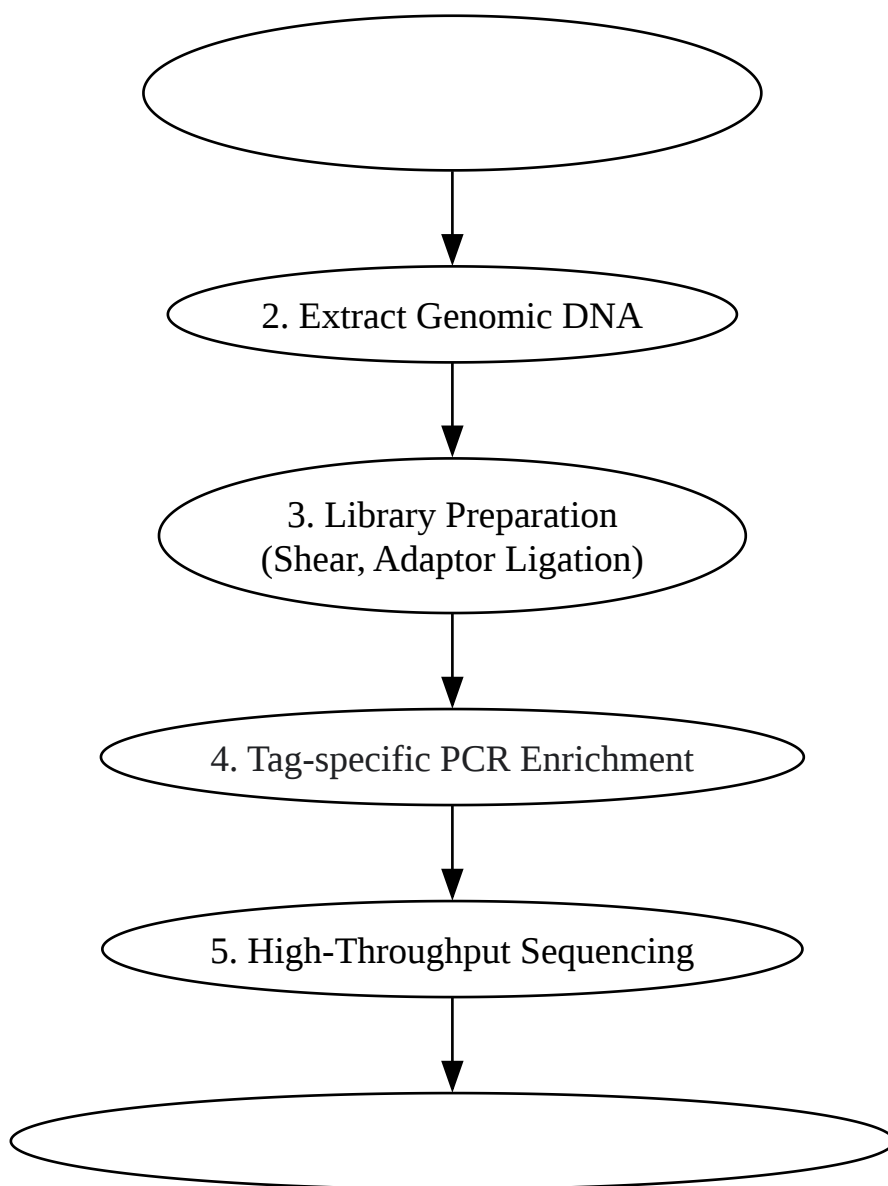 2. Extract Genomic DNA
3. Library Preparation
(Shear, Adaptor Ligation)
4. Tag-specific PCR Enrichment
5. High-Throughput Sequencing